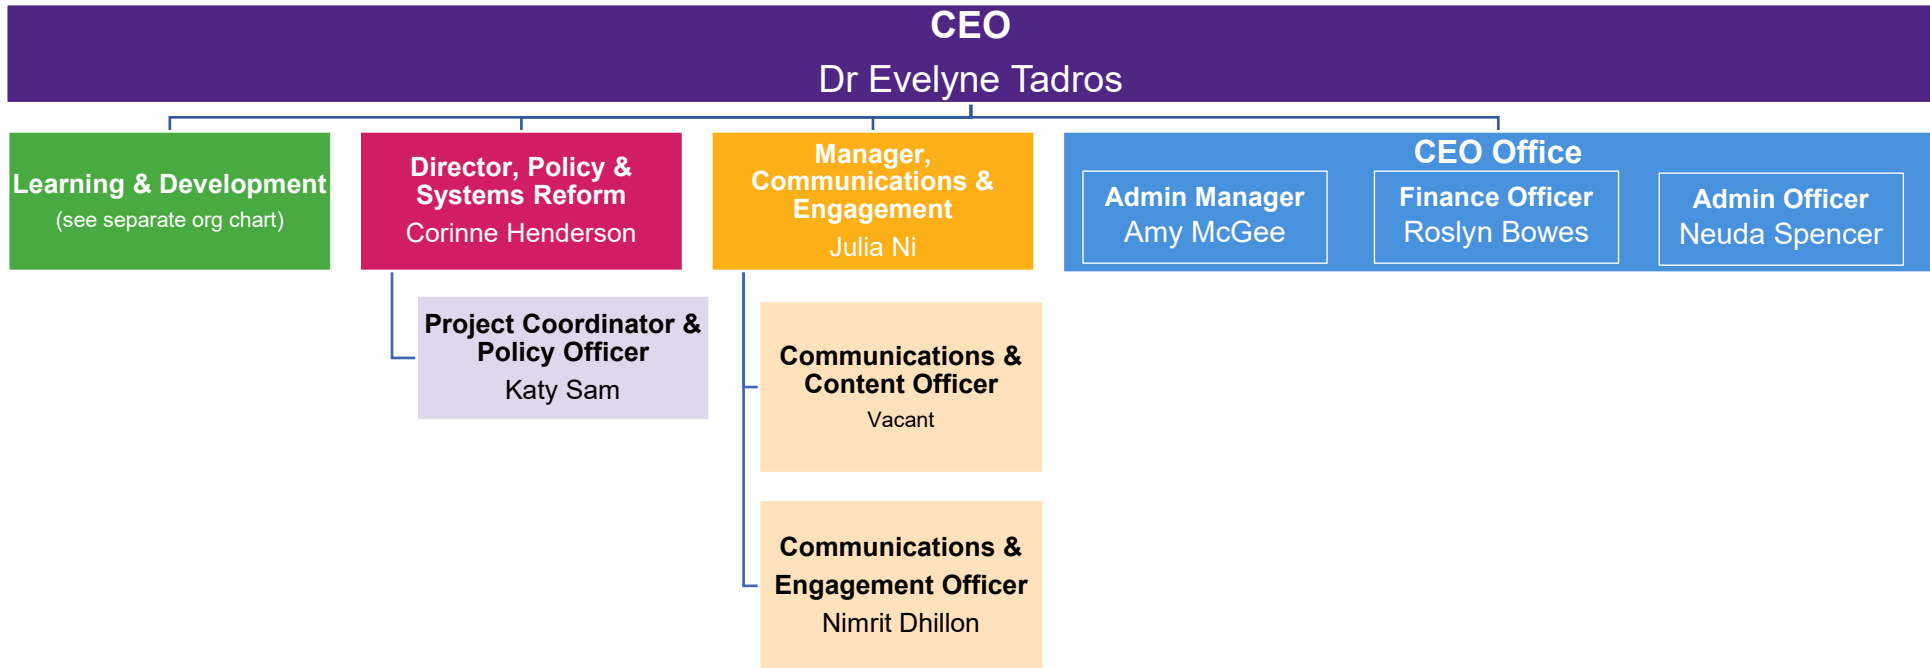 CEO
Dr Evelyne Tadros
Learning & Development
(see separate org chart)
Director, Policy &
Systems Reform
Corinne Henderson
Manager,
Communications &
Engagement
Julia Ni
CEO Office
Admin Manager
Amy McGee
Finance Officer
Roslyn Bowes
Admin Officer
Neuda Spencer
Project Coordinator &
Policy Officer
Katy Sam
Communications &
Content Officer
Vacant
Communications &
Engagement Officer
Nimrit Dhillon